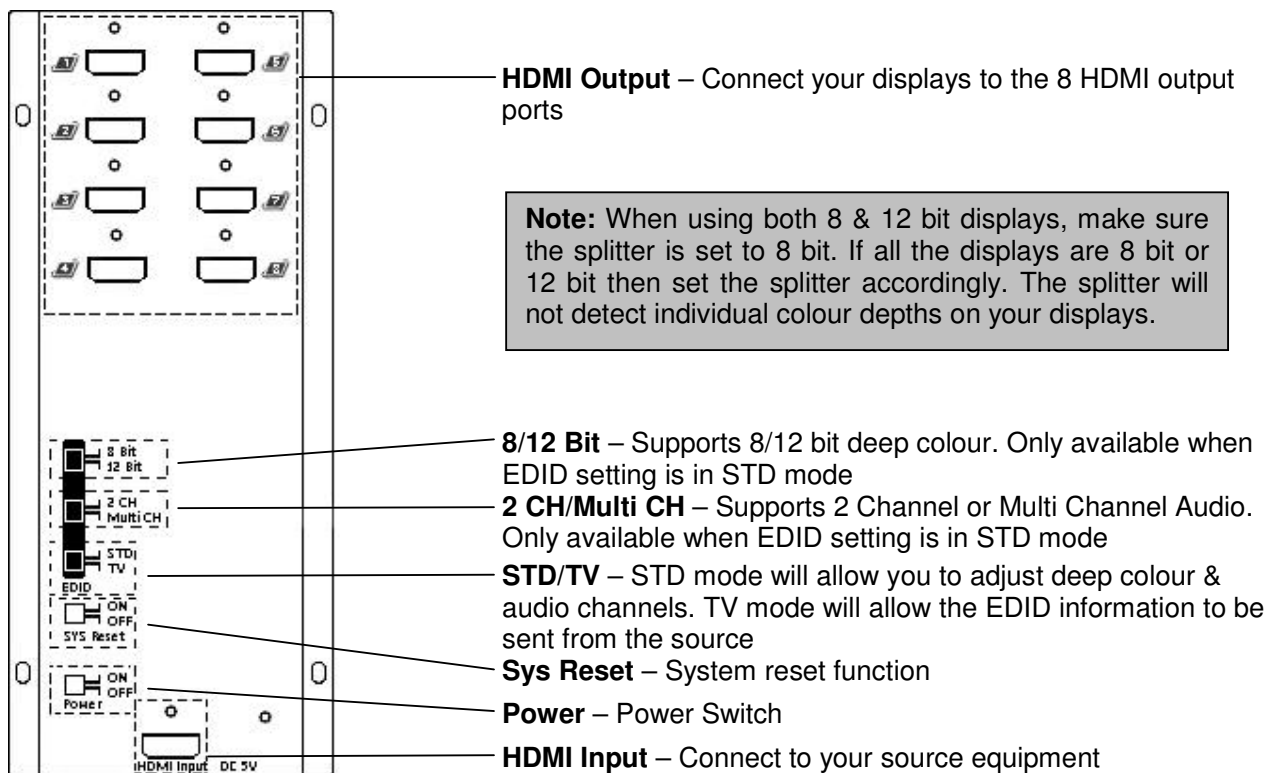 1 5
HDMI Output – Connect your displays to the 8 HDMI output
ports
2 6
3 7
4 8
Note: When using both 8 & 12 bit displays, make sure
the splitter is set to 8 bit. If all the displays are 8 bit or
12 bit then set the splitter accordingly. The splitter will
not detect individual colour depths on your displays.
8 Bit
12 Bit
8/12 Bit – Supports 8/12 bit deep colour. Only available when
EDID setting is in STD mode
2 CH
Multi CH
2 CH/Multi CH – Supports 2 Channel or Multi Channel Audio.
Only available when EDID setting is in STD mode
STD
TV
EDID
STD/TV – STD mode will allow you to adjust deep colour &
audio channels. TV mode will allow the EDID information to be
sent from the source
ON
OFF
SYS Reset
Sys Reset – System reset function
ON
OFF
Power
Power – Power Switch
HDMI Input – Connect to your source equipment
HDMI Input DC 5V